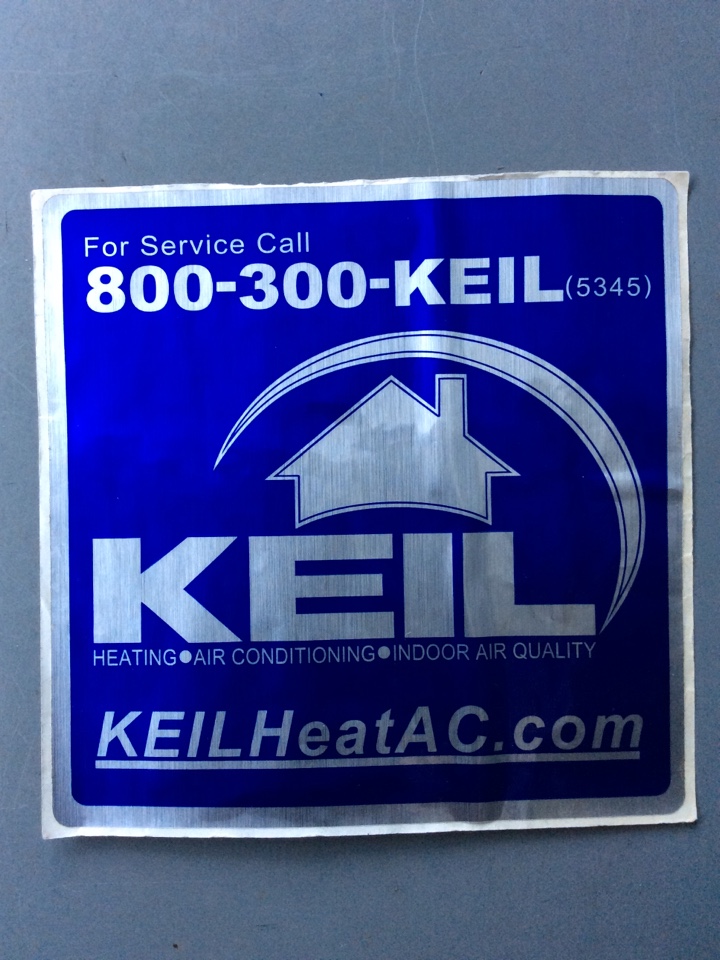 For Service Call
800-300-KEIL(5345)
KEIL
HEATING●AIR CONDITIONING●INDOOR AIR QUALITY
KEILHeatAC.com